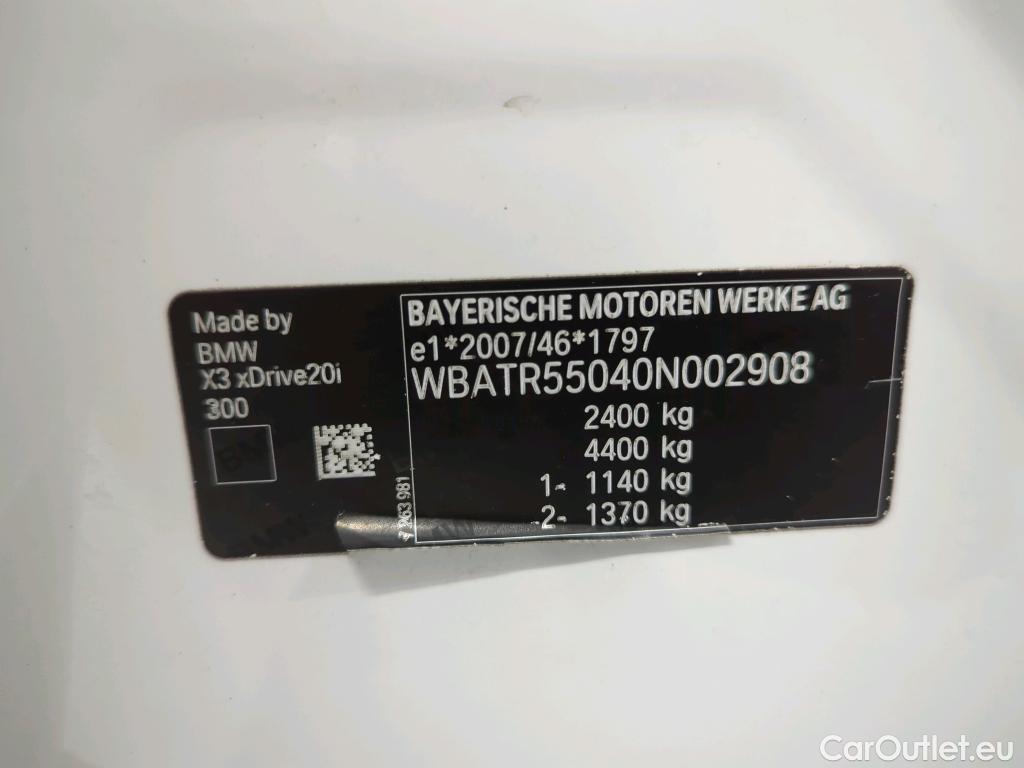 Made by
BMW
X3 xDrive20i
300
BAYERISCHE MOTOREN WERKE AG
e1*2007/46*1797
WBATR55040N002908
2400 kg
4400 kg
1- 1140 kg
2- 1370 kg
981
CarOutlet.eu